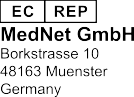 EC REP
MedNet GmbH
Borkstrasse 10
48163 Muenster
Germany